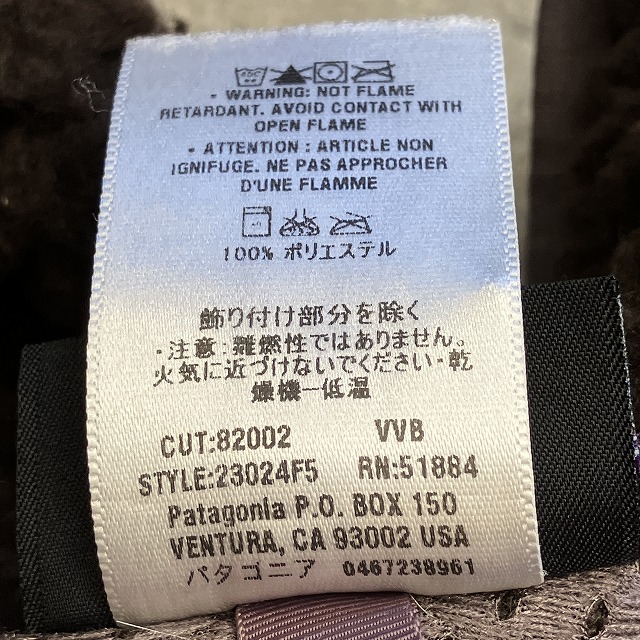 • WARNING: NOT FLAME
RETARDANT. AVOID CONTACT WITH
OPEN FLAME
• ATTENTION : ARTICLE NON
IGNIFUGE. NE PAS APPROCHER
D'UNE FLAMME
100% ポリエステル
飾り付け部分を除く
・注意：難燃性ではありません。
火気に近づけないでください・乾
燥機ー低温
CUT:82002 VVB
STYLE:23024F5 RN:51884
Patagonia P.O. BOX 150
VENTURA, CA 93002 USA
パタゴニア 0467238961